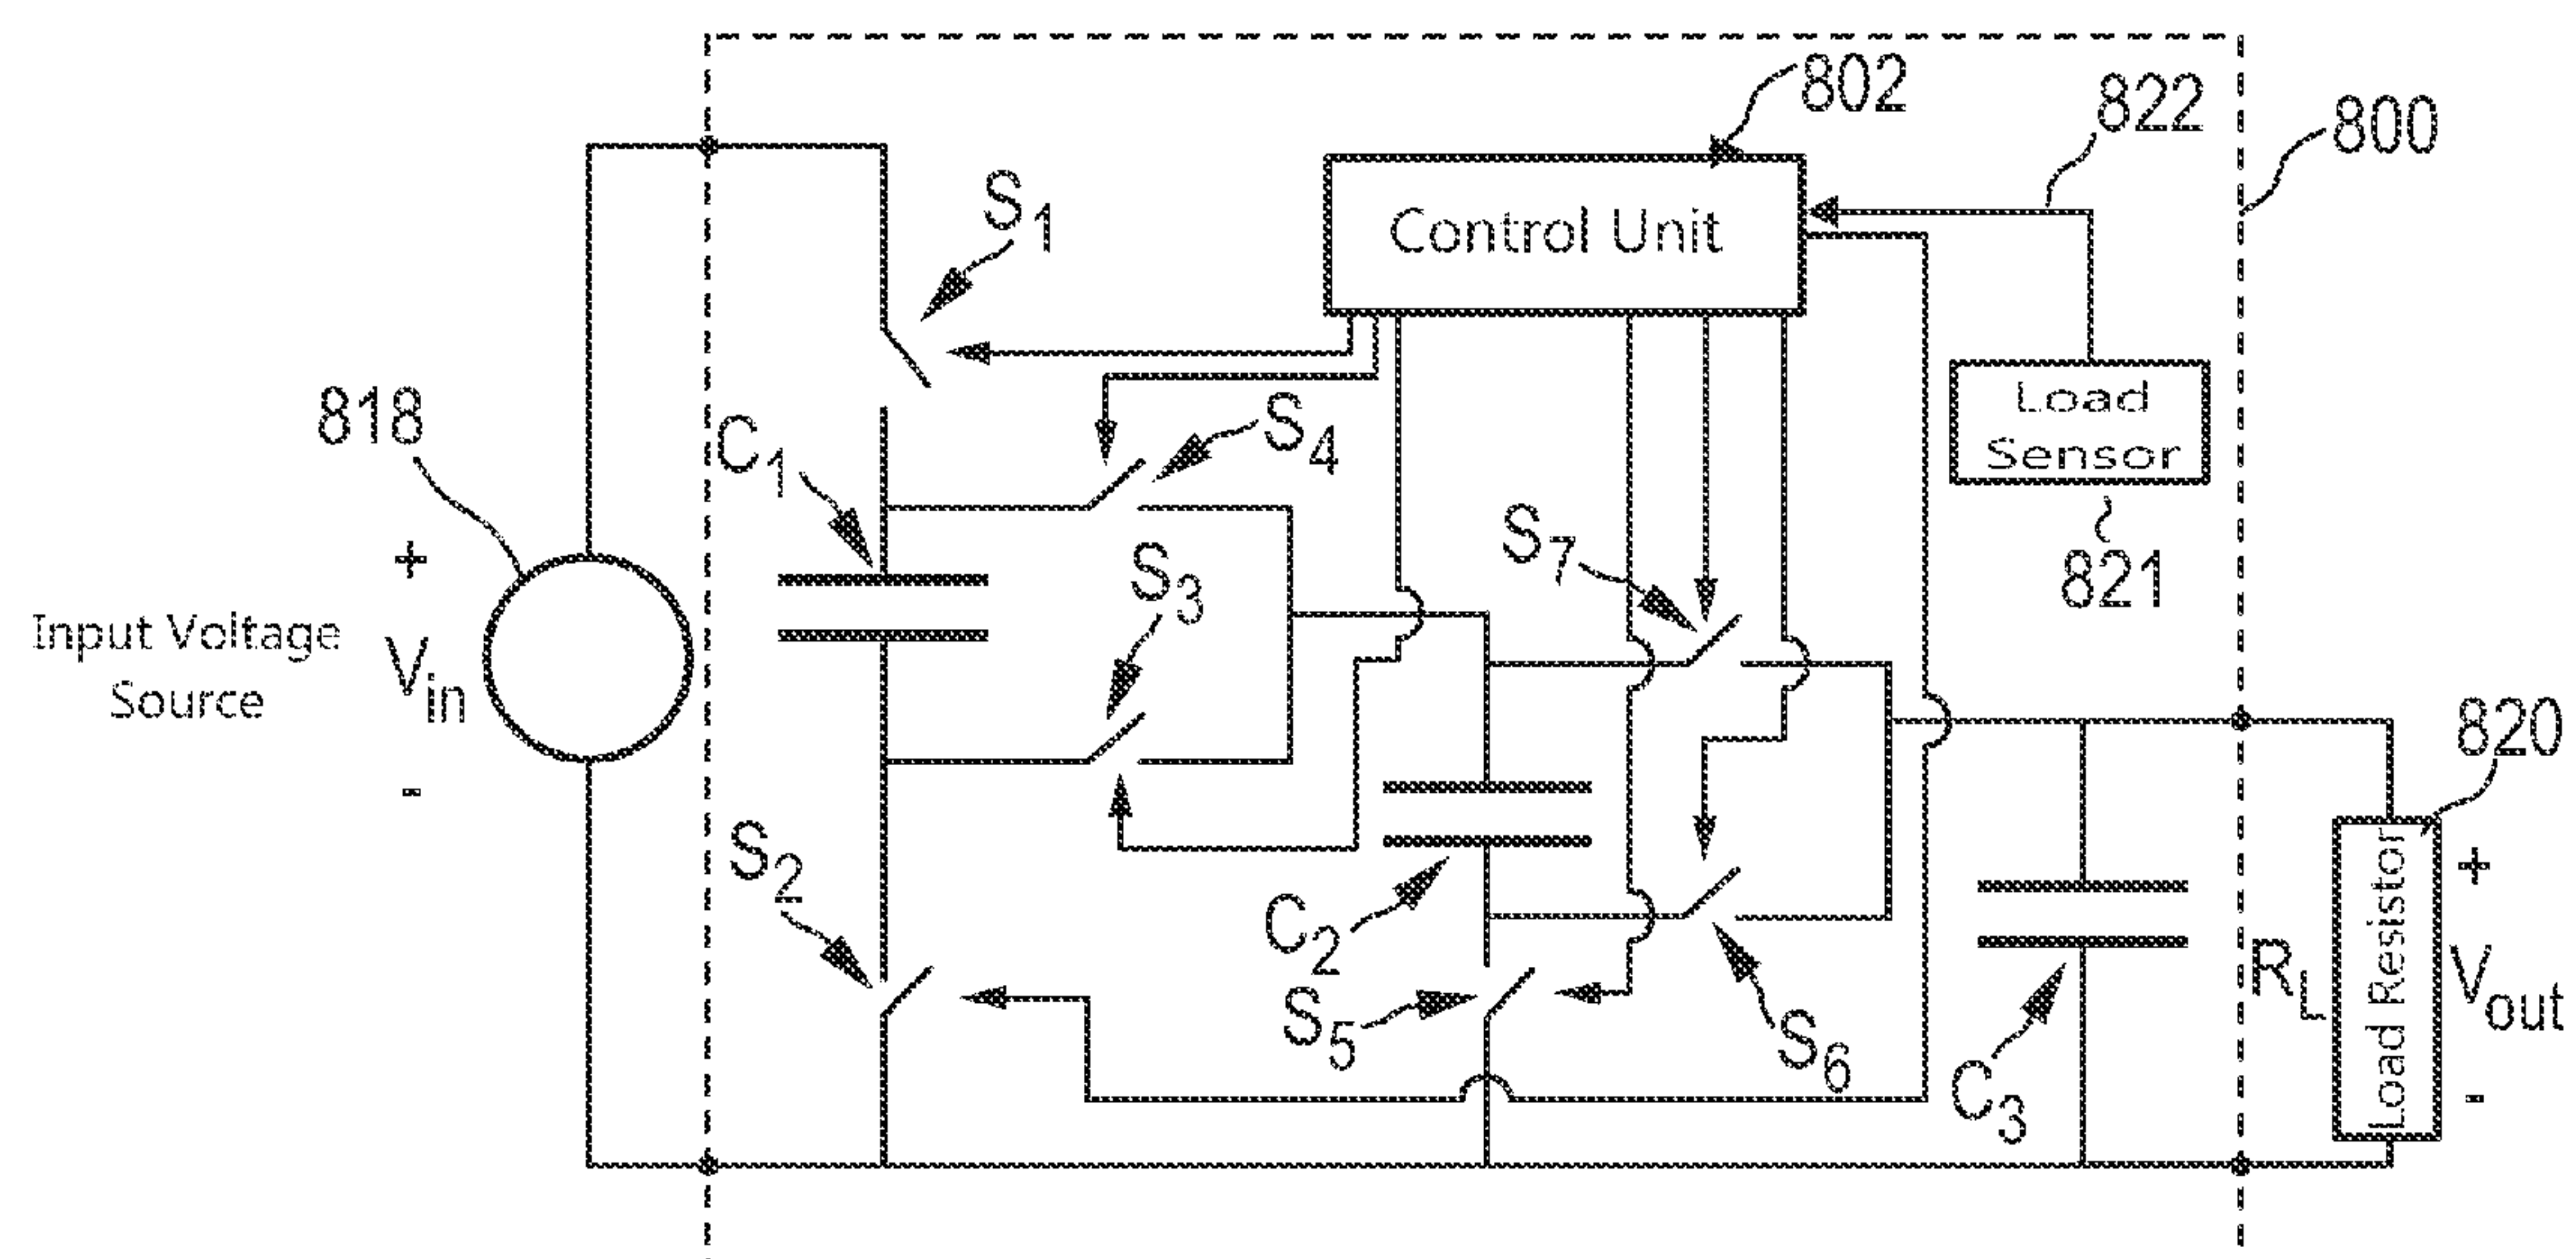 802
822
800
S1
Control Unit
818
C1
S4
Load
Sensor
S3
S7
821
+
Input Voltage
Source
Vin
-
820
S2
C2
S5
S6
C3
RL
Load Resistor
+
Vout
-